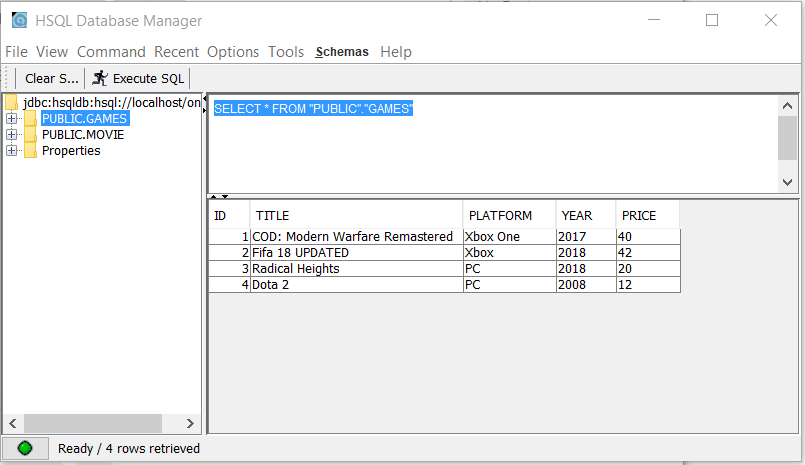 HSQL Database Manager
File View Command Recent Options Tools Schemas Help
Clear S... Execute SQL
jdbc:hsqldb:hsql://localhost/on
PUBLIC.GAMES
PUBLIC.MOVIE
Properties
SELECT * FROM "PUBLIC"."GAMES"
ID TITLE PLATFORM YEAR PRICE
1 COD: Modern Warfare Remastered Xbox One 2017 40
2 Fifa 18 UPDATED Xbox 2018 42
3 Radical Heights PC 2018 20
4 Dota 2 PC 2008 12
Ready / 4 rows retrieved